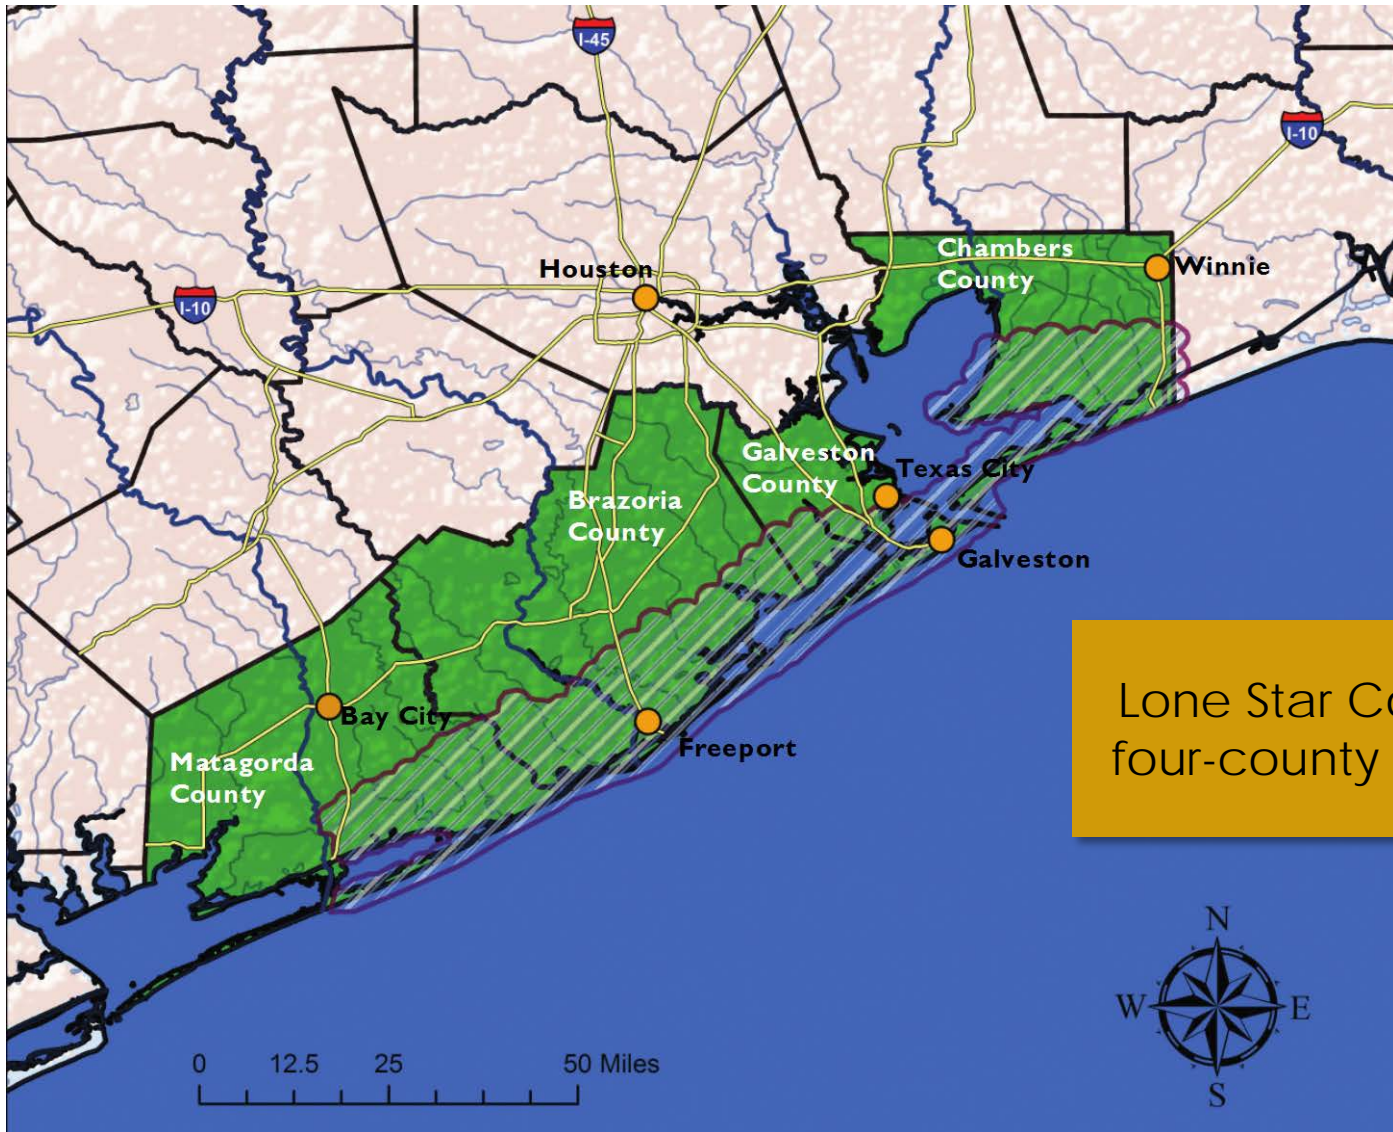 I-45
I-10
Chambers
County
Winnie
Houston
I-10
Galveston
County
Texas City
Brazoria
County
Galveston
Bay City
Freeport
Matagorda
County
Lone Star
four-county
N
W
E
S
0 12.5 25 50 Miles